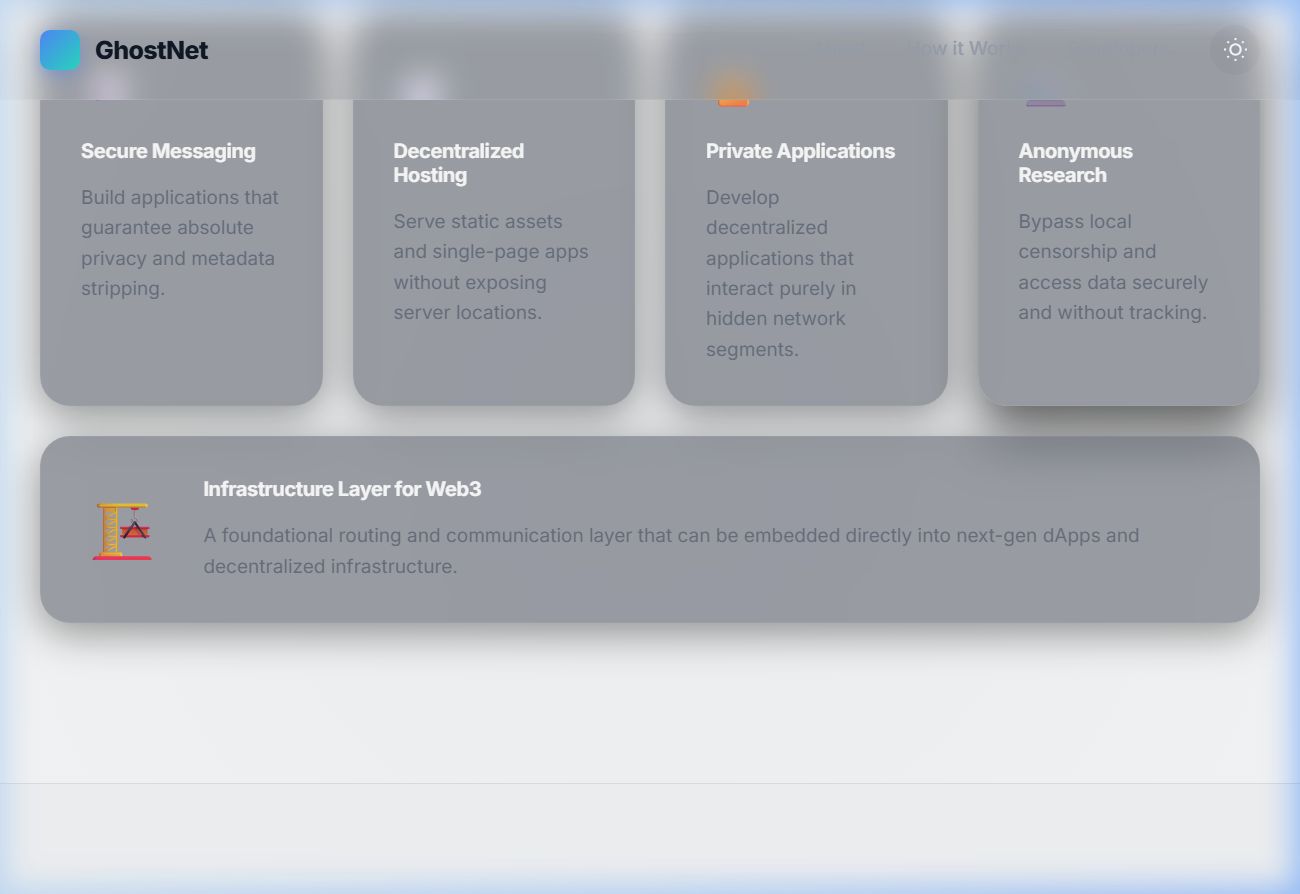 GhostNet
How it Works
Secure Messaging
Build applications that
guarantee absolute
privacy and metadata
stripping.
Decentralized
Hosting
Serve static assets
and single-page apps
without exposing
server locations.
Private Applications
Develop
decentralized
applications that
interact purely in
hidden network
segments.
Anonymous
Research
Bypass local
censorship and
access data securely
and without tracking.
Infrastructure Layer for Web3
A foundational routing and communication layer that can be embedded directly into next-gen dApps and
decentralized infrastructure.